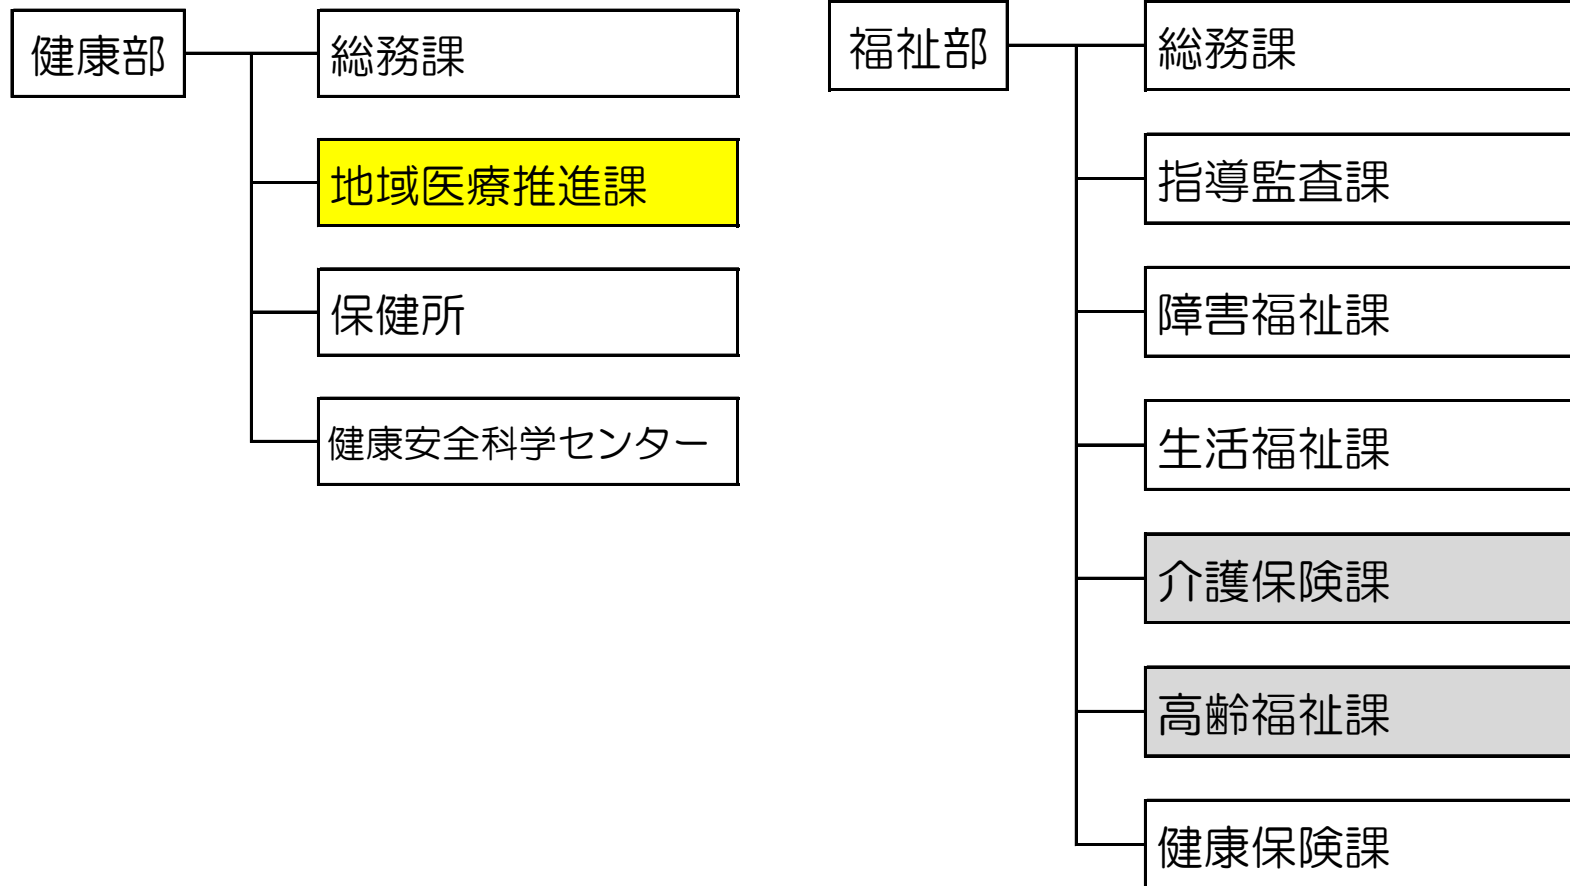 健康部
総務課
地域医療推進課
保健所
健康安全科学センター
福祉部
総務課
指導監査課
障害福祉課
生活福祉課
介護保険課
高齢福祉課
健康保険課